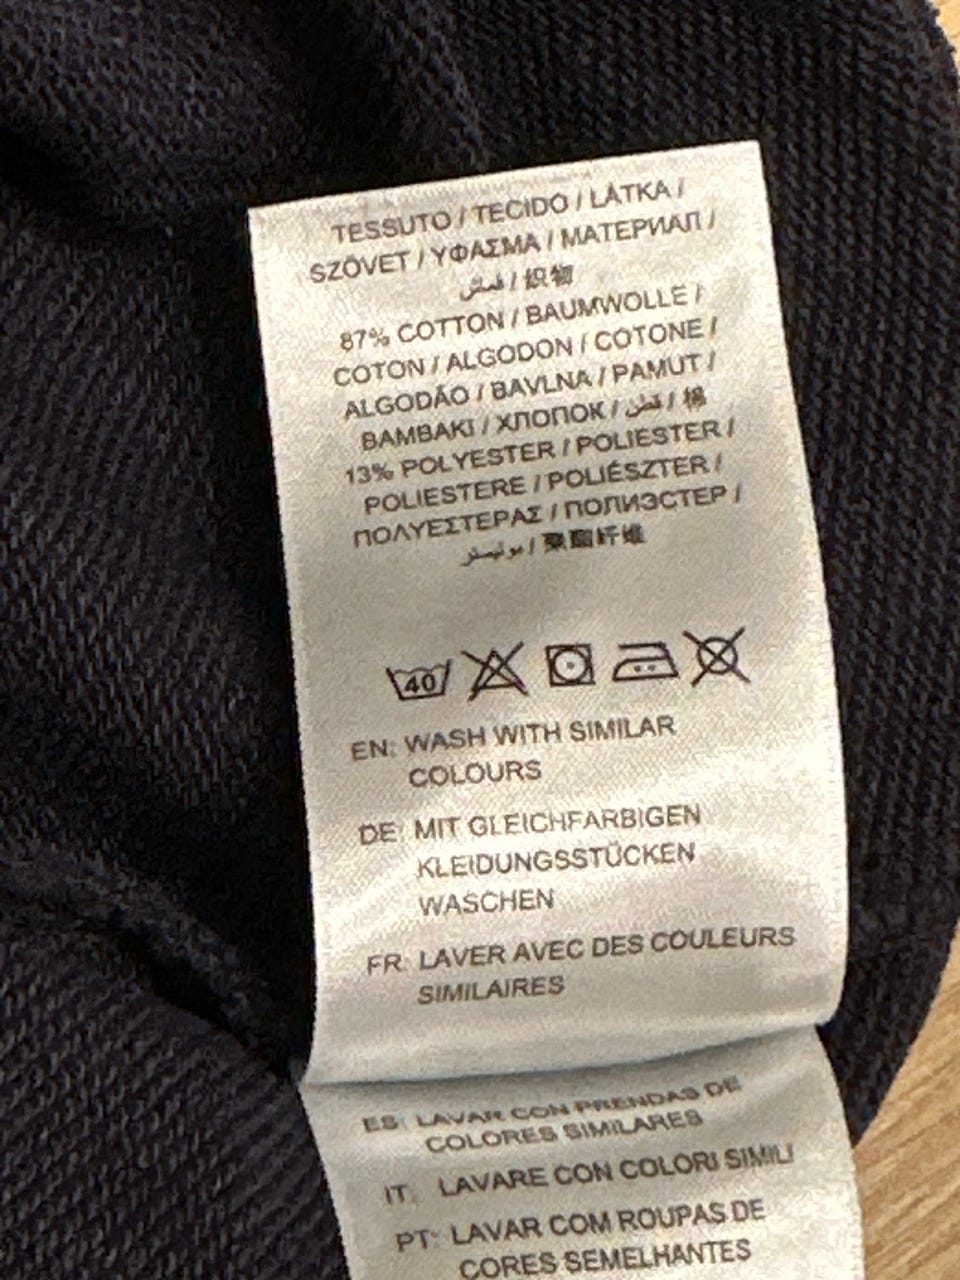 TESSUTO / TECIDO / LÁTKA /
SZÖVET / ΥΦΑΣΜΑ / МАТЕРИАЛ /
قماش / 织物
87% COTTON / BAUMWOLLE /
COTON / ALGODON / COTONE /
ALGODÃO / BAVLNA / PAMUT /
BAMBAKI / ХЛОПОК / قطن / 棉
13% POLYESTER / POLIESTER /
POLIESTERE / POLIÉSZTER /
ΠΟΛΥΕΣΤΕΡΑΣ / ПОЛИЭСТЕР /
بوليستر / 聚酯纤维
40
EN: WASH WITH SIMILAR
COLOURS
DE: MIT GLEICHFARBIGEN
KLEIDUNGSSTÜCKEN
WASCHEN
FR: LAVER AVEC DES COULEURS
SIMILAIRES
ES: LAVAR CON PRENDAS DE
COLORES SIMILARES
IT: LAVARE CON COLORI SIMILI
PT: LAVAR COM ROUPAS DE
CORES SEMELHANTES